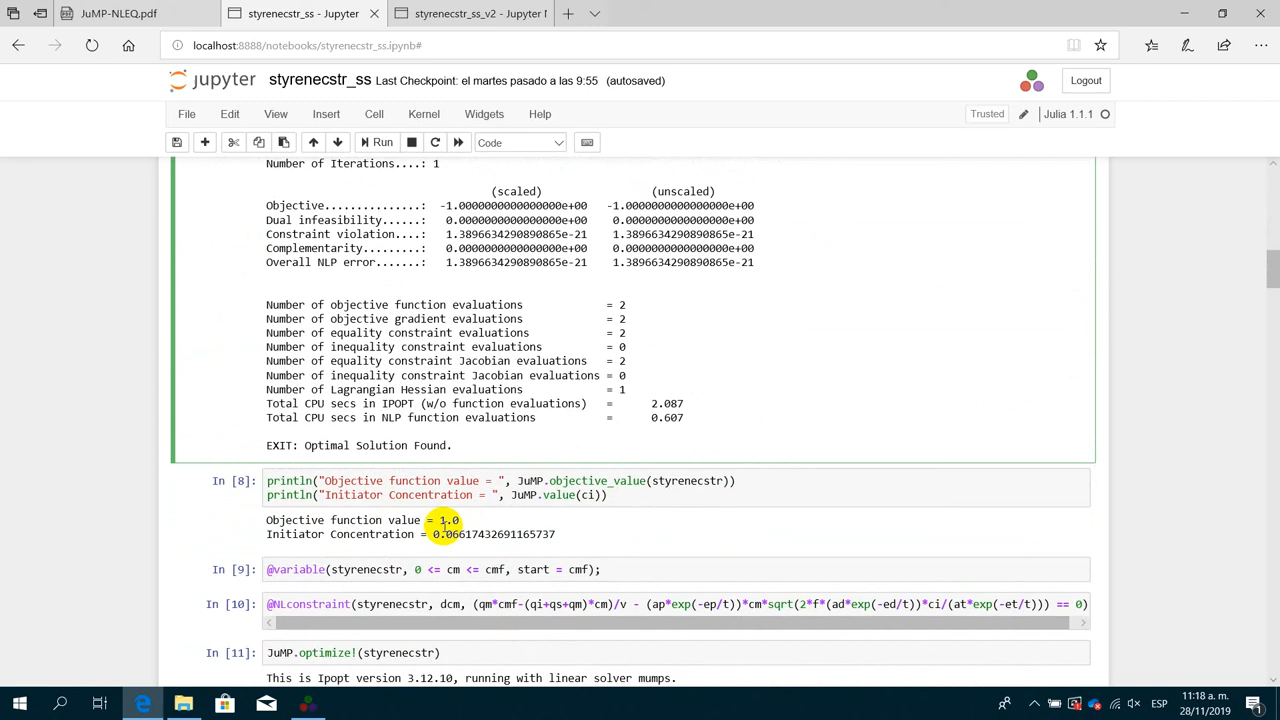 JuMP-NLEQ.pdf
styrenecstr_ss - Jupyter
styrenecstr_ss_v2 - Jupyter N
localhost:8888/notebooks/styrenecstr_ss.ipynb#
jupyter styrenecstr_ss Last Checkpoint: el martes pasado a las 9:55 (autosaved)
Logout
File Edit View Insert Cell Kernel Widgets Help
Trusted
Julia 1.1.1
Run
Code
Number of Iterations....: 1
(scaled) (unscaled)
Objective...............: -1.0000000000000000e+00 -1.0000000000000000e+00
Dual infeasibility......: 0.0000000000000000e+00 0.0000000000000000e+00
Constraint violation....: 1.3896634290890865e-21 1.3896634290890865e-21
Complementarity.........: 0.0000000000000000e+00 0.0000000000000000e+00
Overall NLP error.......: 1.3896634290890865e-21 1.3896634290890865e-21
Number of objective function evaluations = 2
Number of objective gradient evaluations = 2
Number of equality constraint evaluations = 2
Number of inequality constraint evaluations = 0
Number of equality constraint Jacobian evaluations = 2
Number of inequality constraint Jacobian evaluations = 0
Number of Lagrangian Hessian evaluations = 1
Total CPU secs in IPOPT (w/o function evaluations) = 2.087
Total CPU secs in NLP function evaluations = 0.607
EXIT: Optimal Solution Found.
In [8]: println("Objective function value = ", JuMP.objective_value(styrenecstr))
println("Initiator Concentration = ", JuMP.value(ci))
Objective function value = 1.0
Initiator Concentration = 0.06617432691165737
In [9]: @variable(styrenecstr, 0 <= cm <= cmf, start = cmf);
In [10]: @NLconstraint(styrenecstr, dcm, (qm*cmf-(qi+qs+qm)*cm)/v - (ap*exp(-ep/t))*cm*sqrt(2*f*(ad*exp(-ed/t))*ci/(at*exp(-et/t))) == 0)
In [11]: JuMP.optimize!(styrenecstr)
This is Ipopt version 3.12.10, running with linear solver mumps.
ESP
11:18 a. m.
28/11/2019
1